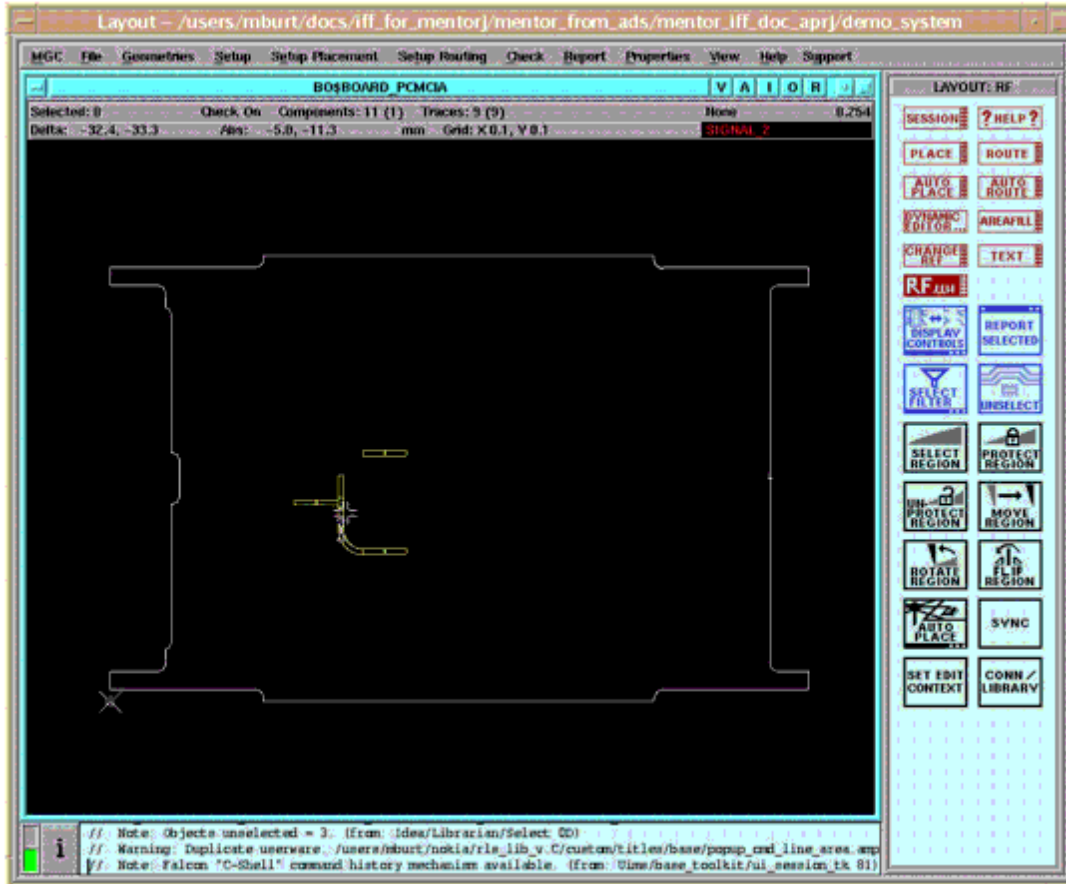 Layout – /users/mburt/docs/iff_for_mentorj/mentor_from_ads/mentor_iff_doc_aprj/demo_system
MGC File Geometries Setup Setup Placement Setup Routing Check Report Properties View Help Support
BO$BOARD_PCMCIA V A I O R
Selected: 0 Check On Components: 11 (1) Traces: 9 (9) None 0.254
Delta: -32.4, -33.3 Abs: -5.0, -11.3 mm Grid: X 0.1, Y 0.1 SIGNAL_2
LAYOUT: RF
SESSION ? HELP ?
PLACE ROUTE
AUTO PLACE AUTO ROUTE
DYNAMIC EDITOR... AREAFILL
CHANGE REF TEXT
RF
DISPLAY CONTROLS REPORT SELECTED
SELECT FILTER UNSELECT
SELECT REGION PROTECT REGION
UN-PROTECT REGION MOVE REGION
ROTATE REGION FLIP REGION
AUTO PLACE SYNC
SET EDIT CONTEXT CONN / LIBRARY
i
// Note: Objects unselected = 3. (from: Idea/Librarian/Select 0D)
// Warning: Duplicate userware. /users/mburt/nokia/rls_lib_v.C/custom/titles/base/popup_cmd_line_area.amp
// Note: Falcon "C-Shell" command history mechanism available. (from: Uims/base_toolkit/ui_session_tk 81)